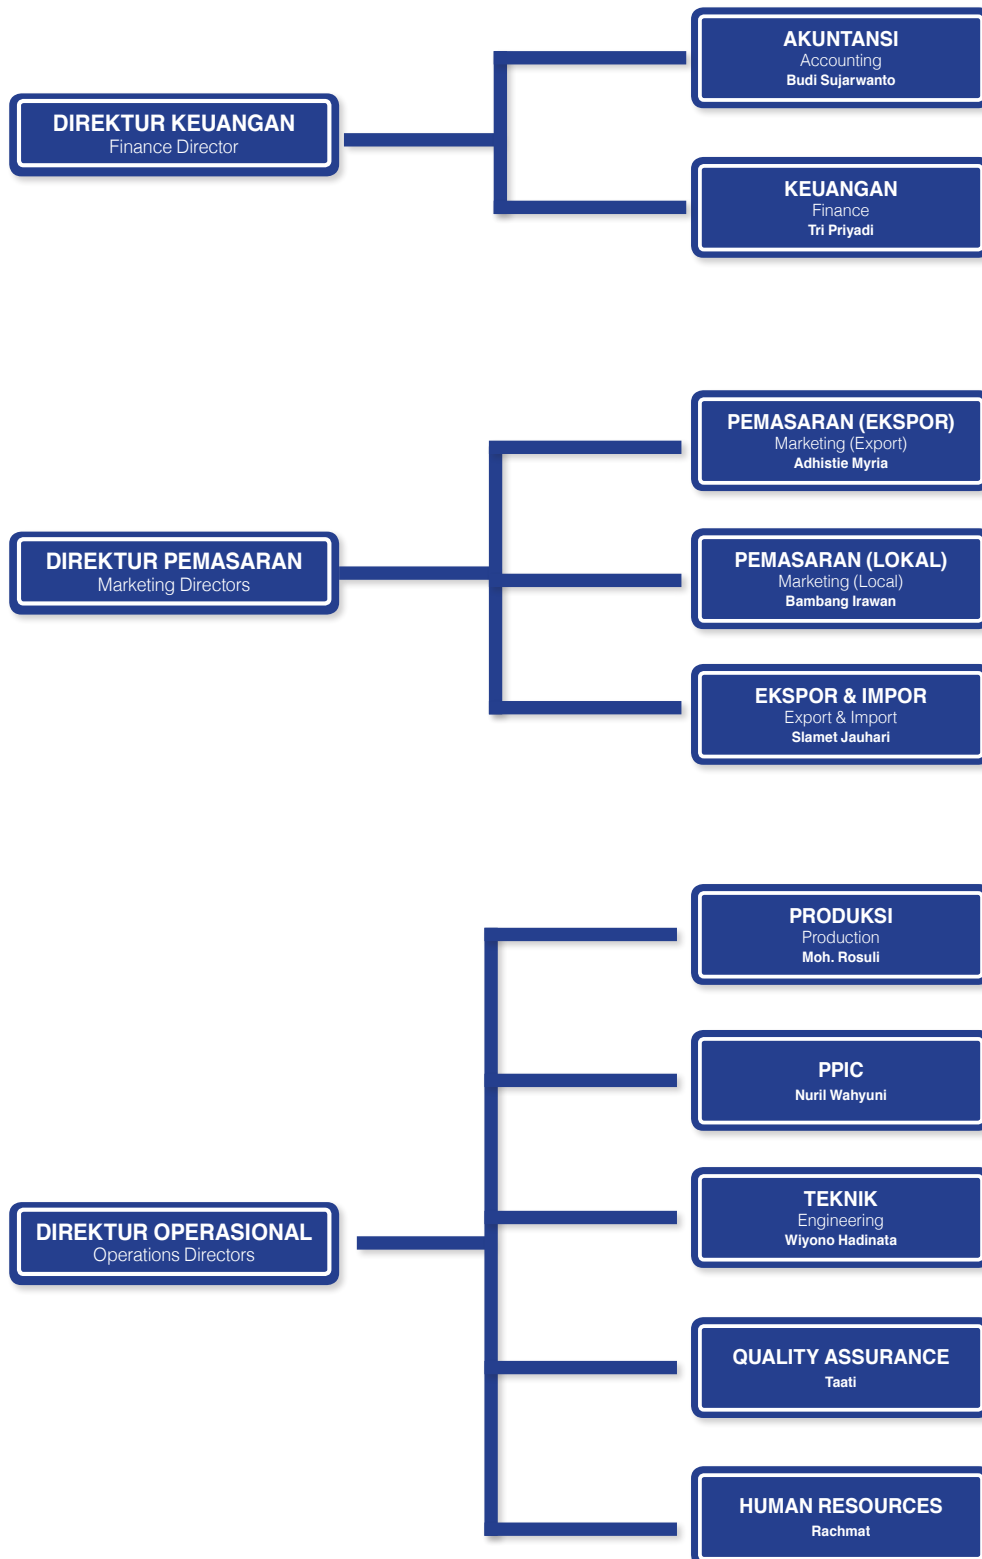 AKUNTANSI
Accounting
Budi Sujarwanto
DIREKTUR KEUANGAN
Finance Director
KEUANGAN
Finance
Tri Priyadi
PEMASARAN (EKSPOR)
Marketing (Export)
Adhistie Myria
DIREKTUR PEMASARAN
Marketing Directors
PEMASARAN (LOKAL)
Marketing (Local)
Bambang Irawan
EKSPOR & IMPOR
Export & Import
Slamet Jauhari
PRODUKSI
Production
Moh. Rosuli
PPIC
Nuril Wahyuni
TEKNIK
Engineering
Wiyono Hadinata
DIREKTUR OPERASIONAL
Operations Directors
QUALITY ASSURANCE
Taati
HUMAN RESOURCES
Rachmat